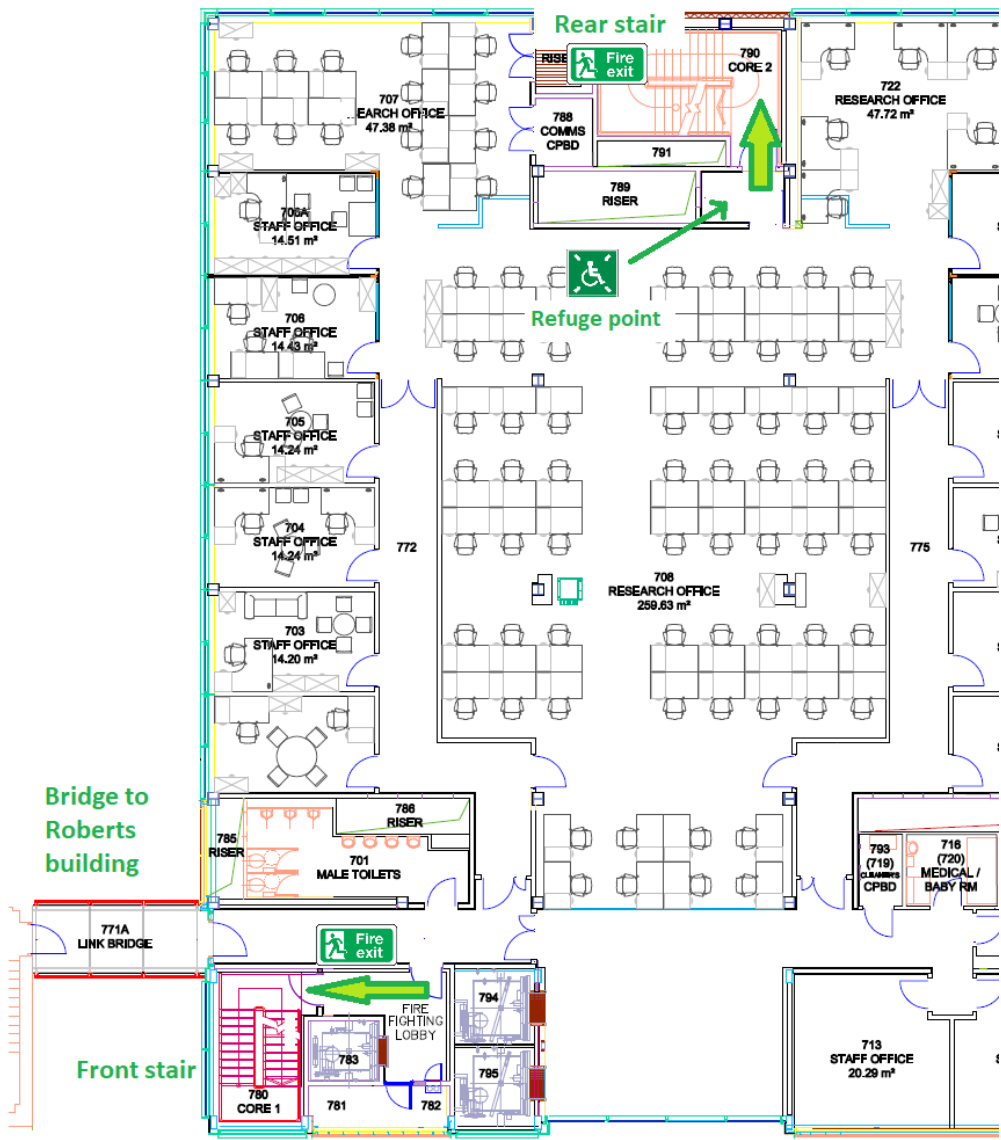 Rear stair
RISE
Fire
exit
790
CORE 2
707
EARCH OFFICE
47.38 m²
722
RESEARCH OFFICE
47.72 m²
788
COMMS
CPBD
791
789
RISER
706A
STAFF OFFICE
14.51 m²
Refuge point
706
STAFF OFFICE
14.43 m²
705
STAFF OFFICE
14.24 m²
704
STAFF OFFICE
14.24 m²
772
775
708
RESEARCH OFFICE
259.63 m²
703
STAFF OFFICE
14.20 m²
Bridge to
Roberts
building
786
RISER
785
RISER
701
MALE TOILETS
793
(719)
CLEANER'S
CPBD
716
(720)
MEDICAL /
BABY RM
771A
LINK BRIDGE
Fire
exit
794
FIRE
FIGHTING
LOBBY
783
Front stair
795
713
STAFF OFFICE
20.29 m²
780
CORE 1
781
782